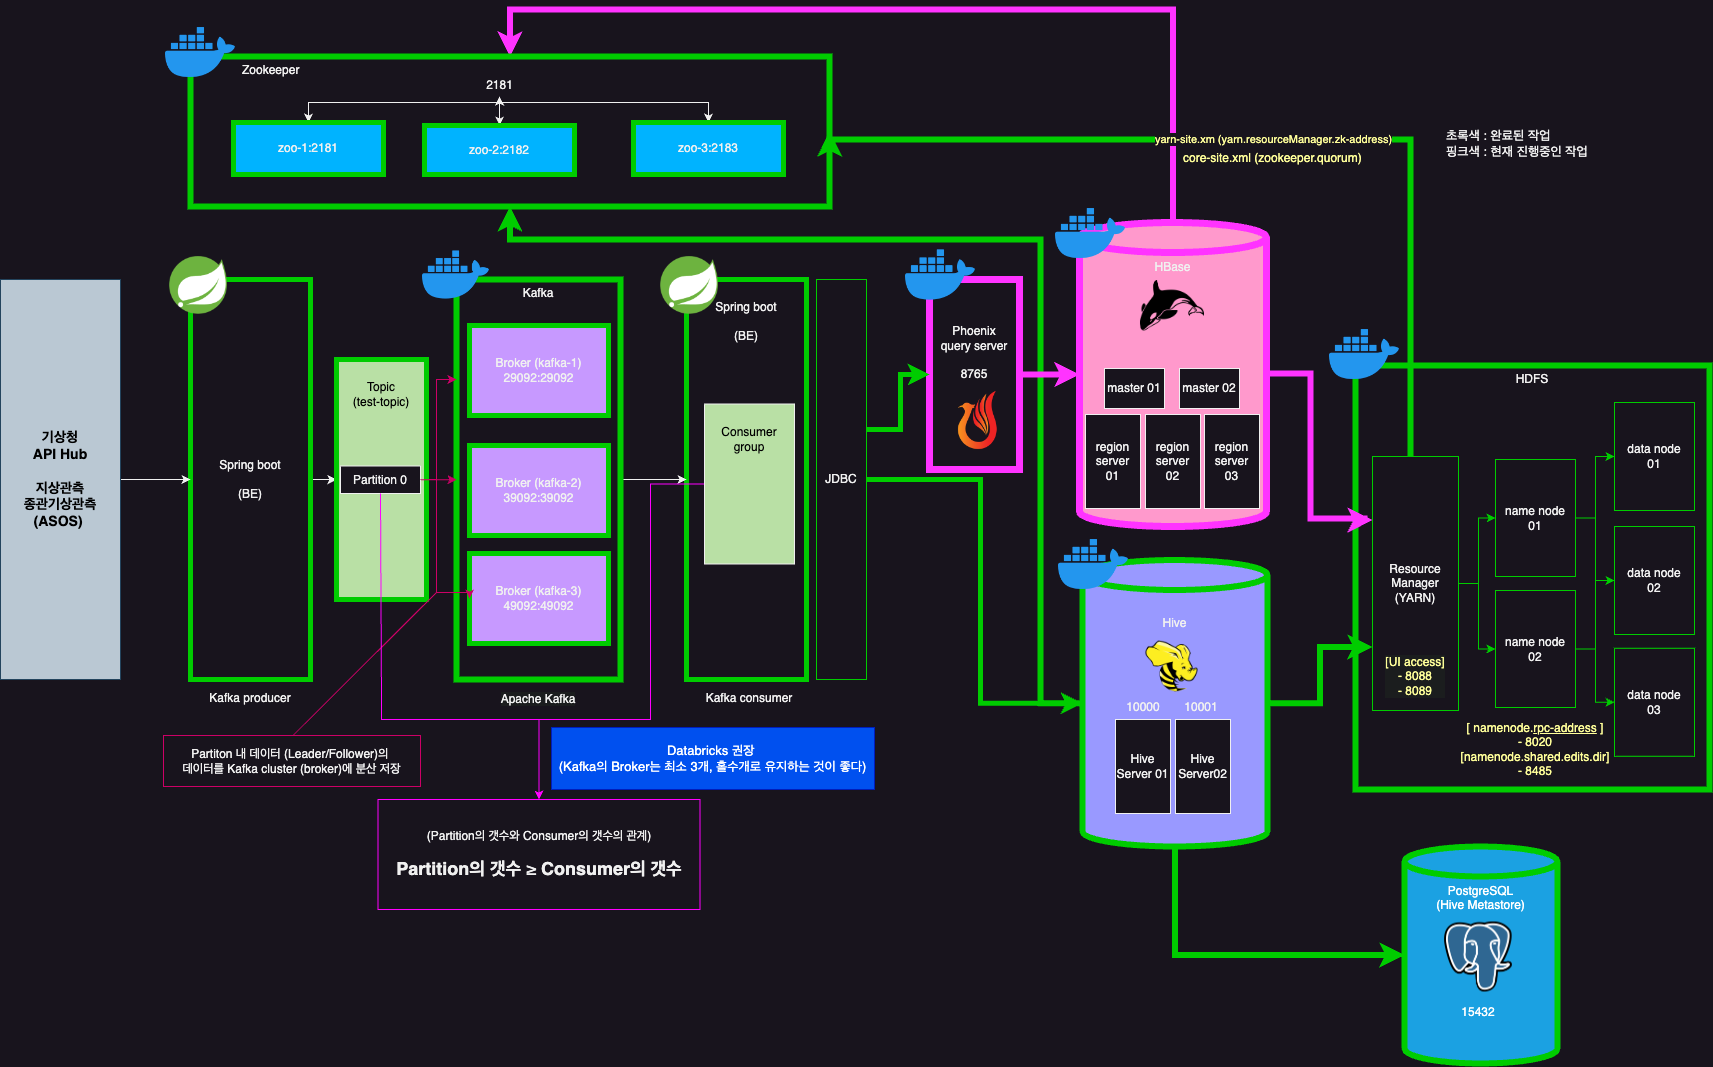 Zookeeper
2181
zoo-1:2181
zoo-2:2182
zoo-3:2183
yarn-site.xm (yarn.resourceManager.zk-address)
core-site.xml (zookeeper.quorum)
초록색 : 완료된 작업
핑크색 : 현재 진행중인 작업
기상청
API Hub
지상관측
종관기상관측
(ASOS)
Spring boot
(BE)
Kafka producer
Topic
(test-topic)
Partition 0
Kafka
Broker (kafka-1)
29092:29092
Broker (kafka-2)
39092:39092
Broker (kafka-3)
49092:49092
Apache Kafka
Spring boot
(BE)
Consumer
group
Kafka consumer
JDBC
Phoenix
query server
8765
HBase
master 01
master 02
region
server
01
region
server
02
region
server
03
Hive
10000
10001
Hive
Server 01
Hive
Server02
HDFS
Resource
Manager
(YARN)
[UI access]
- 8088
- 8089
name node
01
name node
02
data node
01
data node
02
data node
03
[ namenode.rpc-address ]
- 8020
[namenode.shared.edits.dir]
- 8485
Partiton 내 데이터 (Leader/Follower)의
데이터를 Kafka cluster (broker)에 분산 저장
Databricks 권장
(Kafka의 Broker는 최소 3개, 홀수개로 유지하는 것이 좋다)
(Partition의 갯수와 Consumer의 갯수의 관계)
Partition의 갯수 ≥ Consumer의 갯수
PostgreSQL
(Hive Metastore)
15432